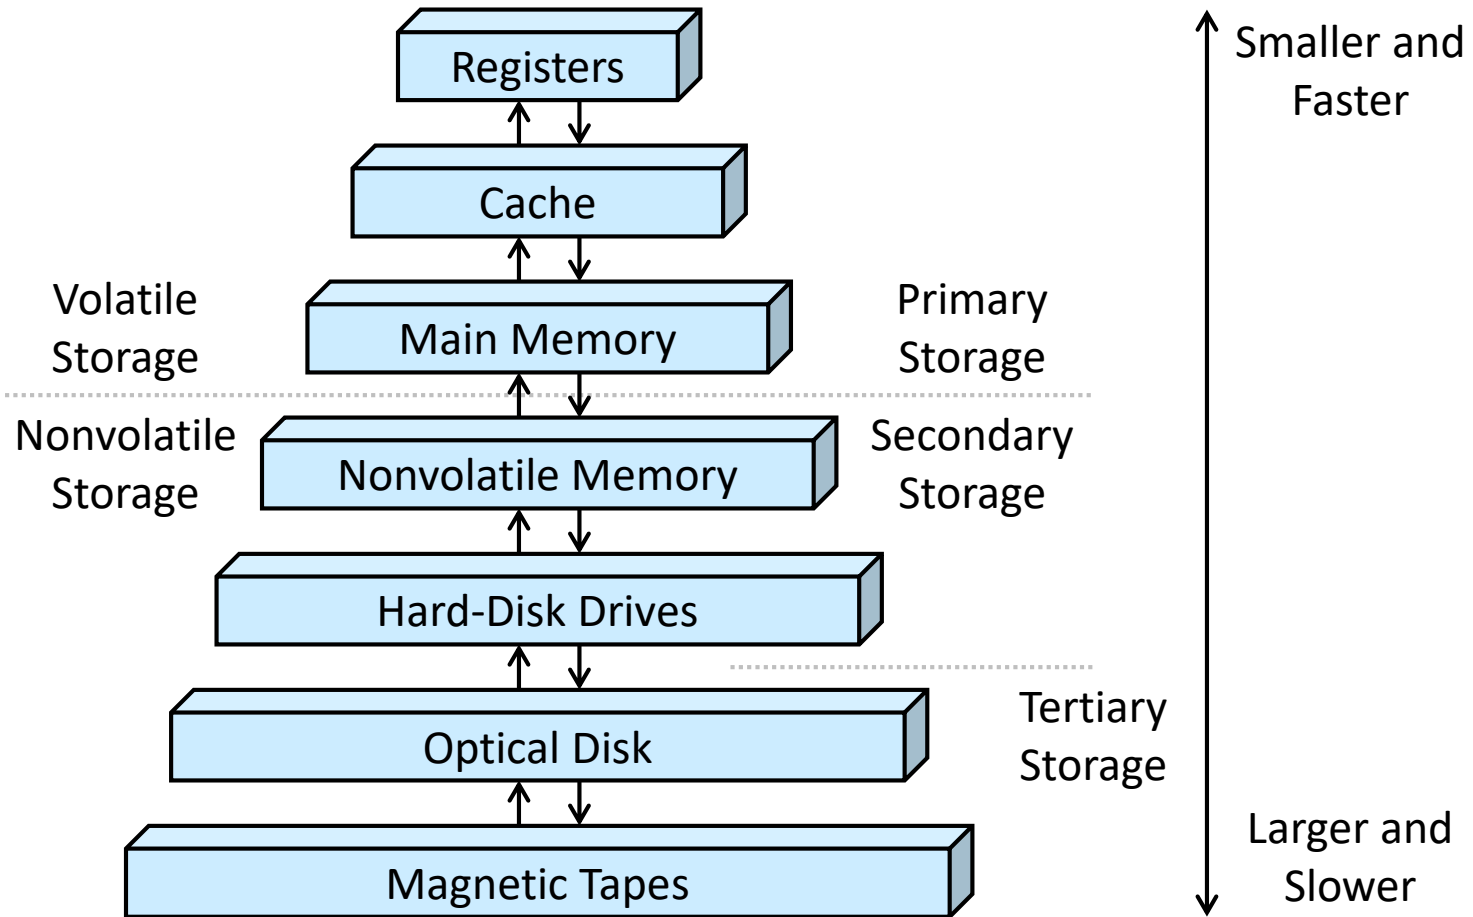 Registers
Smaller and
Faster
Cache
Volatile
Storage
Main Memory
Primary
Storage
Nonvolatile
Storage
Nonvolatile Memory
Secondary
Storage
Hard-Disk Drives
Optical Disk
Tertiary
Storage
Magnetic Tapes
Larger and
Slower